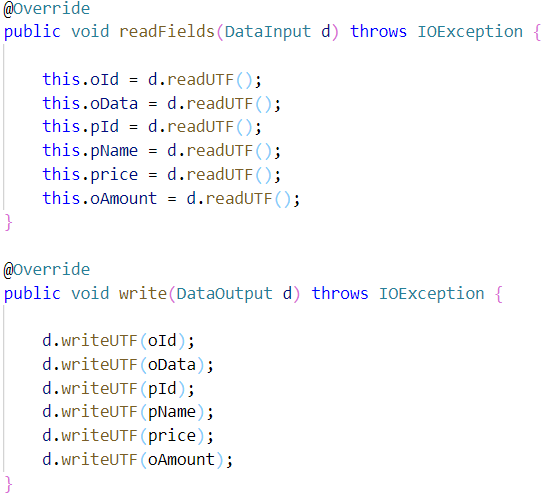 @Override
public void readFields(DataInput d) throws IOException {
this.oId = d.readUTF();
this.oData = d.readUTF();
this.pId = d.readUTF();
this.pName = d.readUTF();
this.price = d.readUTF();
this.oAmount = d.readUTF();
}
@Override
public void write(DataOutput d) throws IOException {
d.writeUTF(oId);
d.writeUTF(oData);
d.writeUTF(pId);
d.writeUTF(pName);
d.writeUTF(price);
d.writeUTF(oAmount);
}